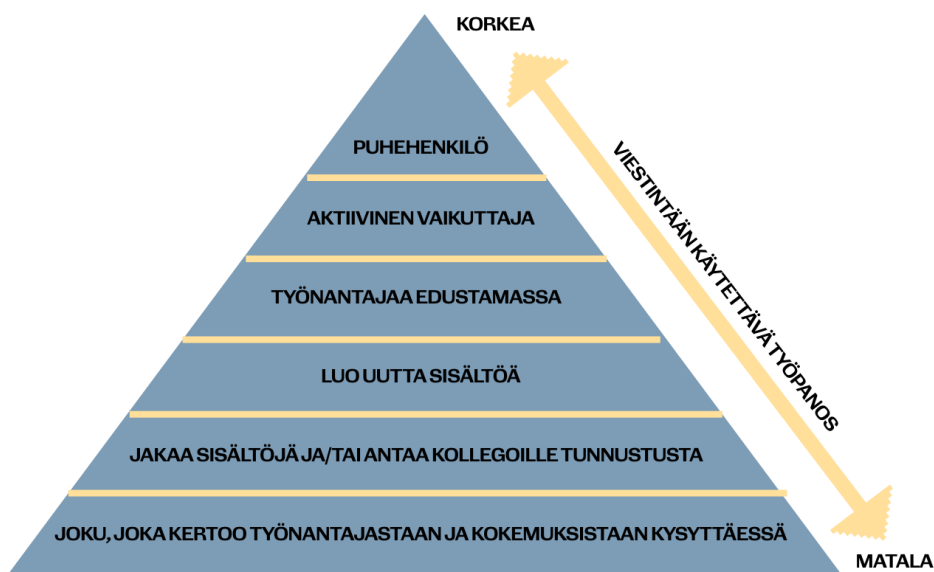 KORKEA
PUHEHENKILÖ
AKTIIVINEN VAIKUTTAJA
TYÖNANTAJAA EDUSTAMASSA
LUO UUTTA SISÄLTÖÄ
JAKAA SISÄLTÖJÄ JA/TAI ANTAA KOLLEGOILLE TUNNUSTUSTA
JOKU, JOKA KERTOO TYÖNANTAJASTAAN JA KOKEMUKSISTAAN KYSYTTÄESSÄ
VIESTINTÄÄN KÄYTETTÄVÄ TYÖPANOS
MATALA